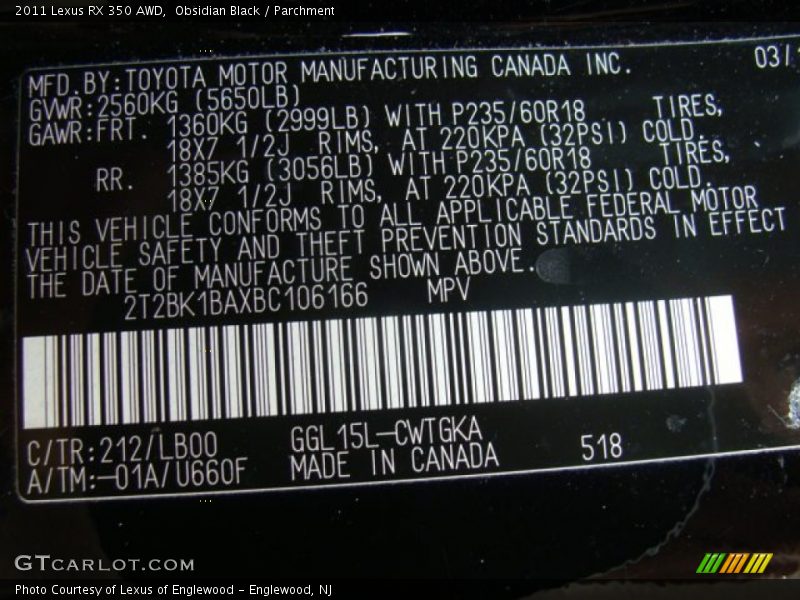 2011 Lexus RX 350 AWD,  Obsidian Black / Parchment
MFD.BY:TOYOTA MOTOR MANUFACTURING CANADA INC. 03/
GVWR:2560KG (5650LB)
GAWR:FRT. 1360KG (2999LB) WITH P235/60R18 TIRES,
18X7 1/2J RIMS, AT 220KPA (32PSI) COLD.
RR. 1385KG (3056LB) WITH P235/60R18 TIRES,
18X7 1/2J RIMS, AT 220KPA (32PSI) COLD.
THIS VEHICLE CONFORMS TO ALL APPLICABLE FEDERAL MOTOR
VEHICLE SAFETY AND THEFT PREVENTION STANDARDS IN EFFECT
THE DATE OF MANUFACTURE SHOWN ABOVE.
2T2BK1BAXBC106166 MPV
C/TR:212/LB00 GGL15L-CWTGKA 518
A/TM:-01A/U660F MADE IN CANADA
GTCARLOT.COM
Photo Courtesy of Lexus of Englewood - Englewood, NJ